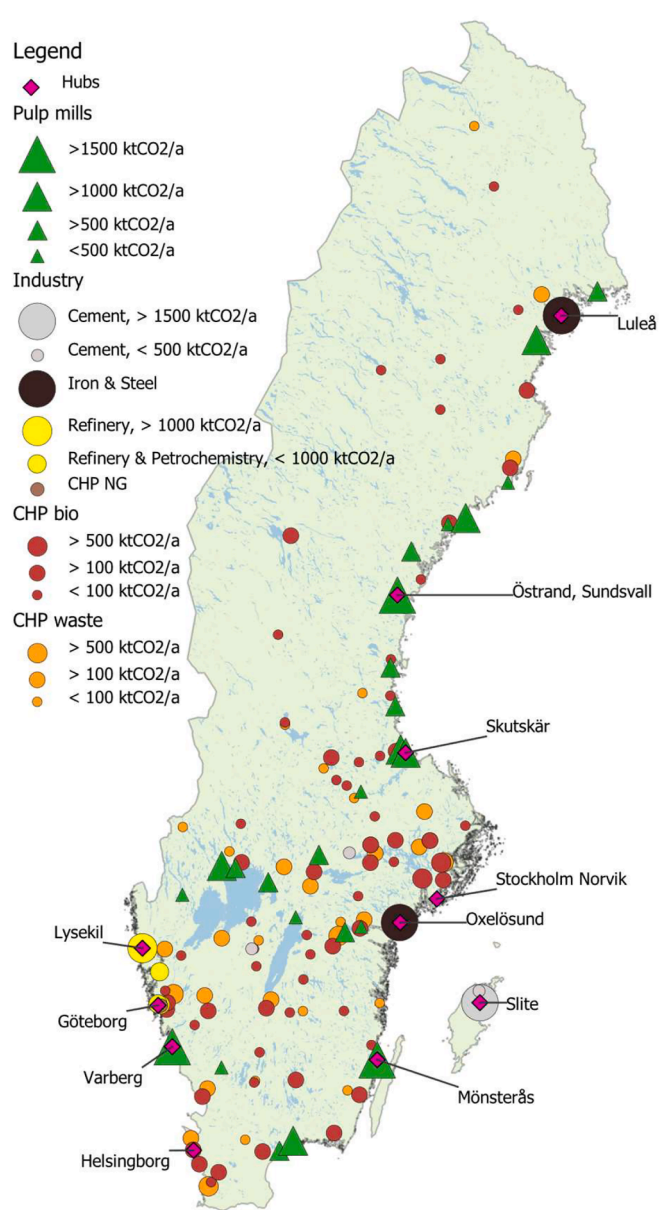 Legend
Hubs
Pulp mills
>1500 ktCO2/a
>1000 ktCO2/a
>500 ktCO2/a
<500 ktCO2/a
Industry
Cement, > 1500 ktCO2/a
Cement, < 500 ktCO2/a
Iron & Steel
Refinery, > 1000 ktCO2/a
Refinery & Petrochemistry, < 1000 ktCO2/a
CHP NG
CHP bio
> 500 ktCO2/a
> 100 ktCO2/a
< 100 ktCO2/a
CHP waste
> 500 ktCO2/a
> 100 ktCO2/a
< 100 ktCO2/a
Luleå
Östrand, Sundsvall
Skutskär
Stockholm Norvik
Oxelösund
Lysekil
Slite
Göteborg
Varberg
Mönsterås
Helsingborg